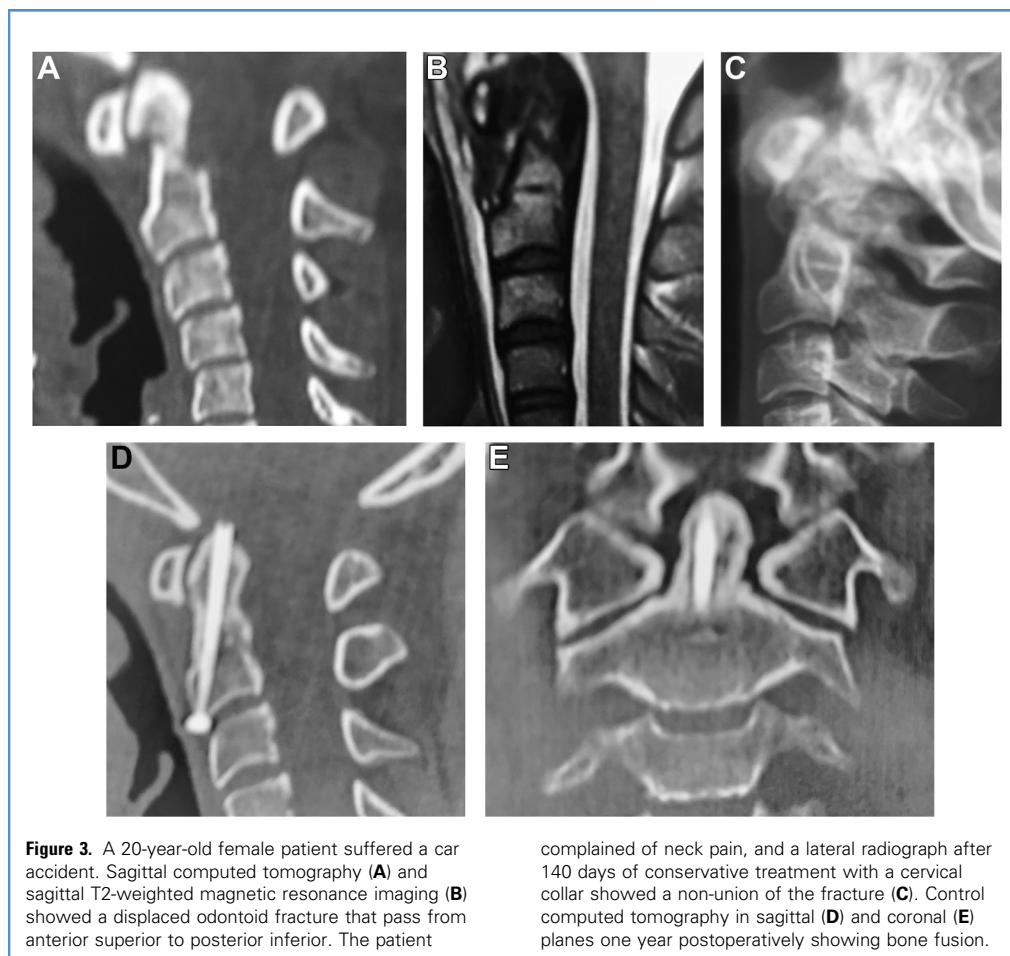 A
B
C
D
E
Figure 3. A 20-year-old female patient suffered a car
accident. Sagittal computed tomography (A) and
sagittal T2-weighted magnetic resonance imaging (B)
showed a displaced odontoid fracture that pass from
anterior superior to posterior inferior. The patient
complained of neck pain, and a lateral radiograph after
140 days of conservative treatment with a cervical
collar showed a non-union of the fracture (C). Control
computed tomography in sagittal (D) and coronal (E)
planes one year postoperatively showing bone fusion.